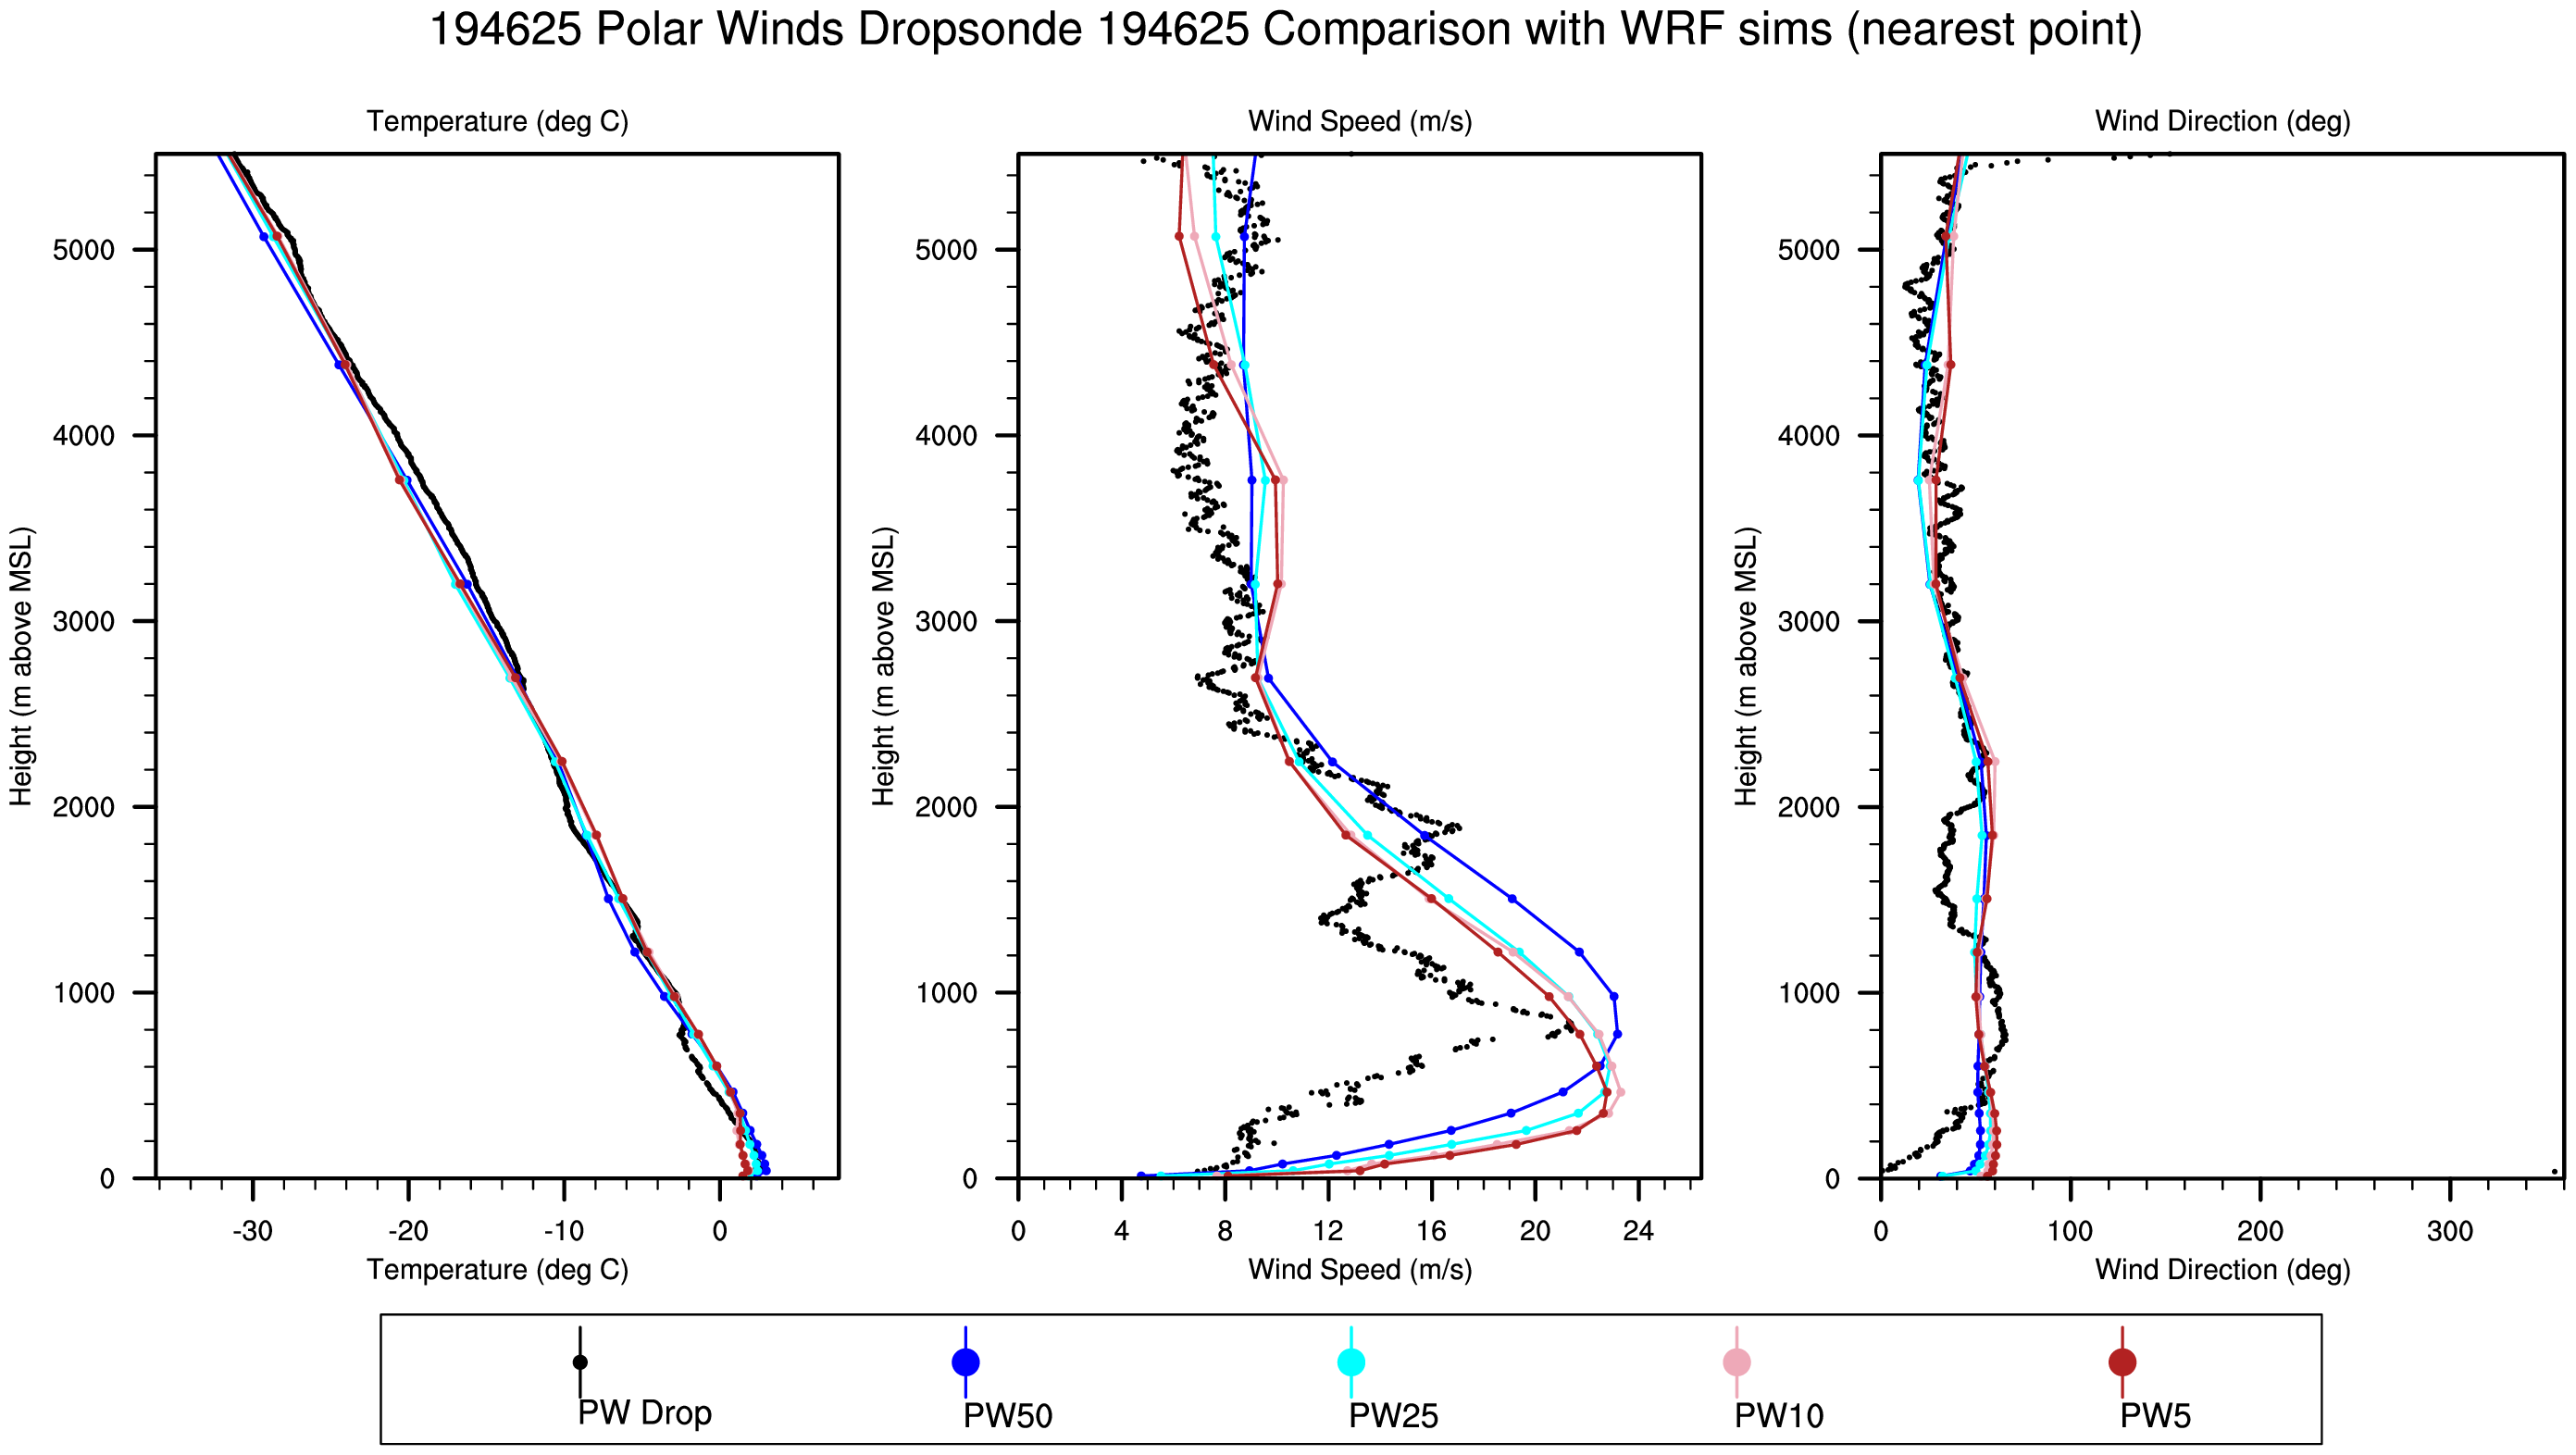 194625 Polar Winds Dropsonde 194625 Comparison with WRF sims (nearest point)
Temperature (deg C)
Wind Speed (m/s)
Wind Direction (deg)
Height (m above MSL)
5000
4000
3000
2000
1000
0
-30
-20
-10
0
Temperature (deg C)
Height (m above MSL)
5000
4000
3000
2000
1000
0
0
4
8
12
16
20
24
Wind Speed (m/s)
Height (m above MSL)
5000
4000
3000
2000
1000
0
0
100
200
300
Wind Direction (deg)
PW Drop
PW50
PW25
PW10
PW5